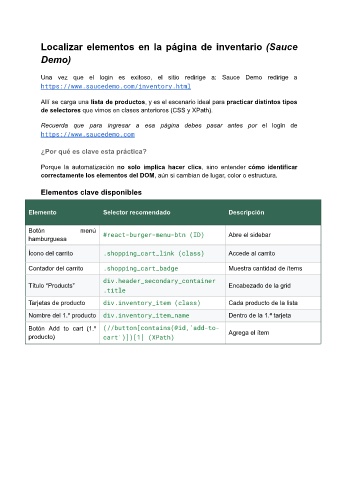 Localizar elementos en la página de inventario (Sauce
Demo)
Una vez que el login es exitoso, el sitio redirige a: Sauce Demo redirige a
https://www.saucedemo.com/inventory.html
Allí se carga una lista de productos, y es el escenario ideal para practicar distintos tipos
de selectores que vimos en clases anteriores (CSS y XPath).
Recuerda que para ingresar a esa página debes pasar antes por el login de
https://www.saucedemo.com
¿Por qué es clave esta práctica?
Porque la automatización no solo implica hacer clics, sino entender cómo identificar
correctamente los elementos del DOM, aún si cambian de lugar, color o estructura.
Elementos clave disponibles
Elemento Selector recomendado Descripción
Botón menú
hamburguesa
#react-burger-menu-btn (ID) Abre el sidebar
Ícono del carrito .shopping_cart_link (class) Accede al carrito
Contador del carrito .shopping_cart_badge Muestra cantidad de ítems
Título "Products"
div.header_secondary_container
.title
Encabezado de la grid
Tarjetas de producto div.inventory_item (class) Cada producto de la lista
Nombre del 1.º producto div.inventory_item_name Dentro de la 1.ª tarjeta
Botón Add to cart (1.º
producto)
(//button[contains(@id,'add-to-
cart')])[1] (XPath)
Agrega el ítem